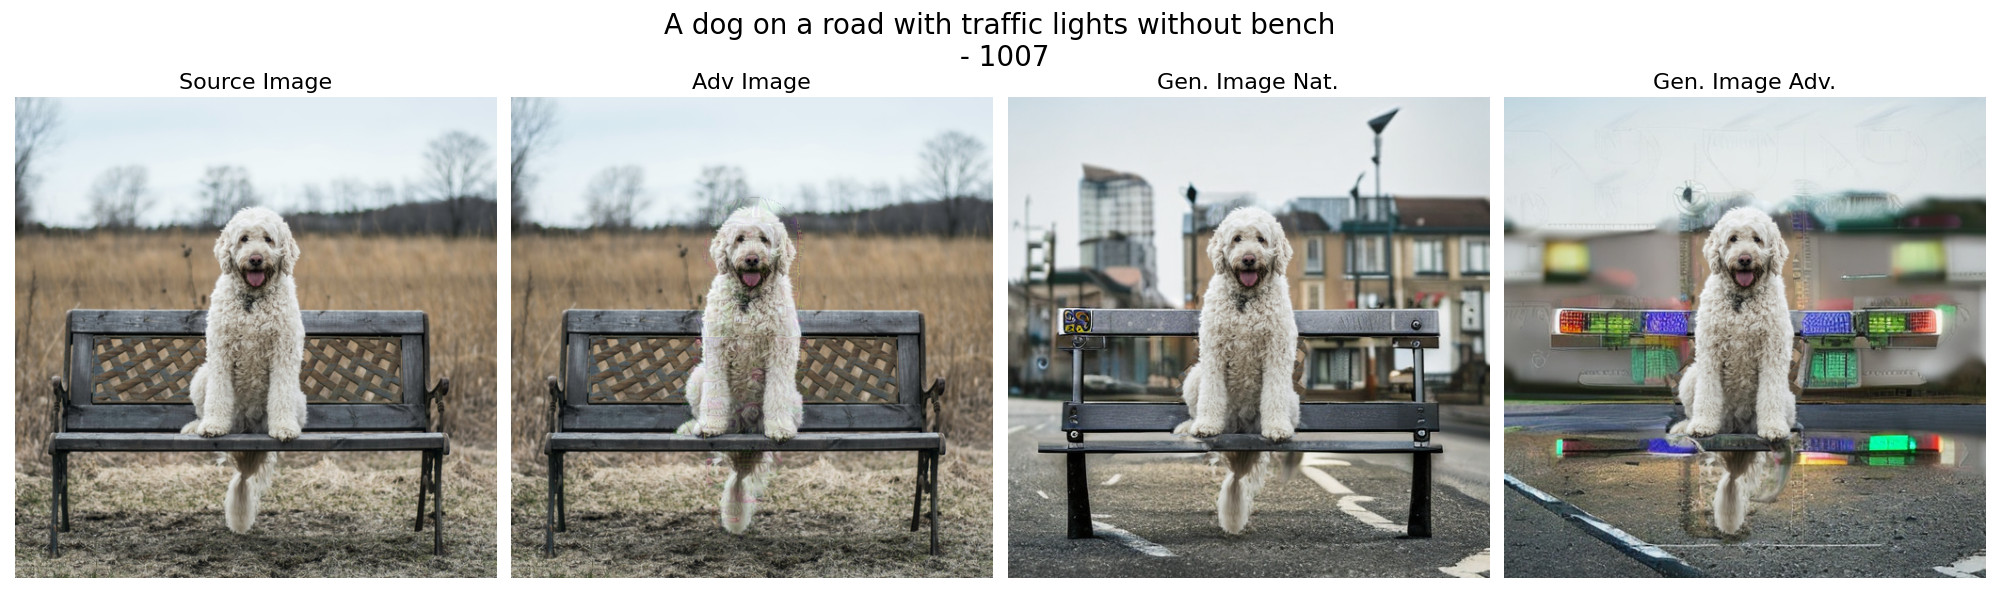 A dog on a road with traffic lights without bench
- 1007
Source Image
Adv Image
Gen. Image Nat.
Gen. Image Adv.